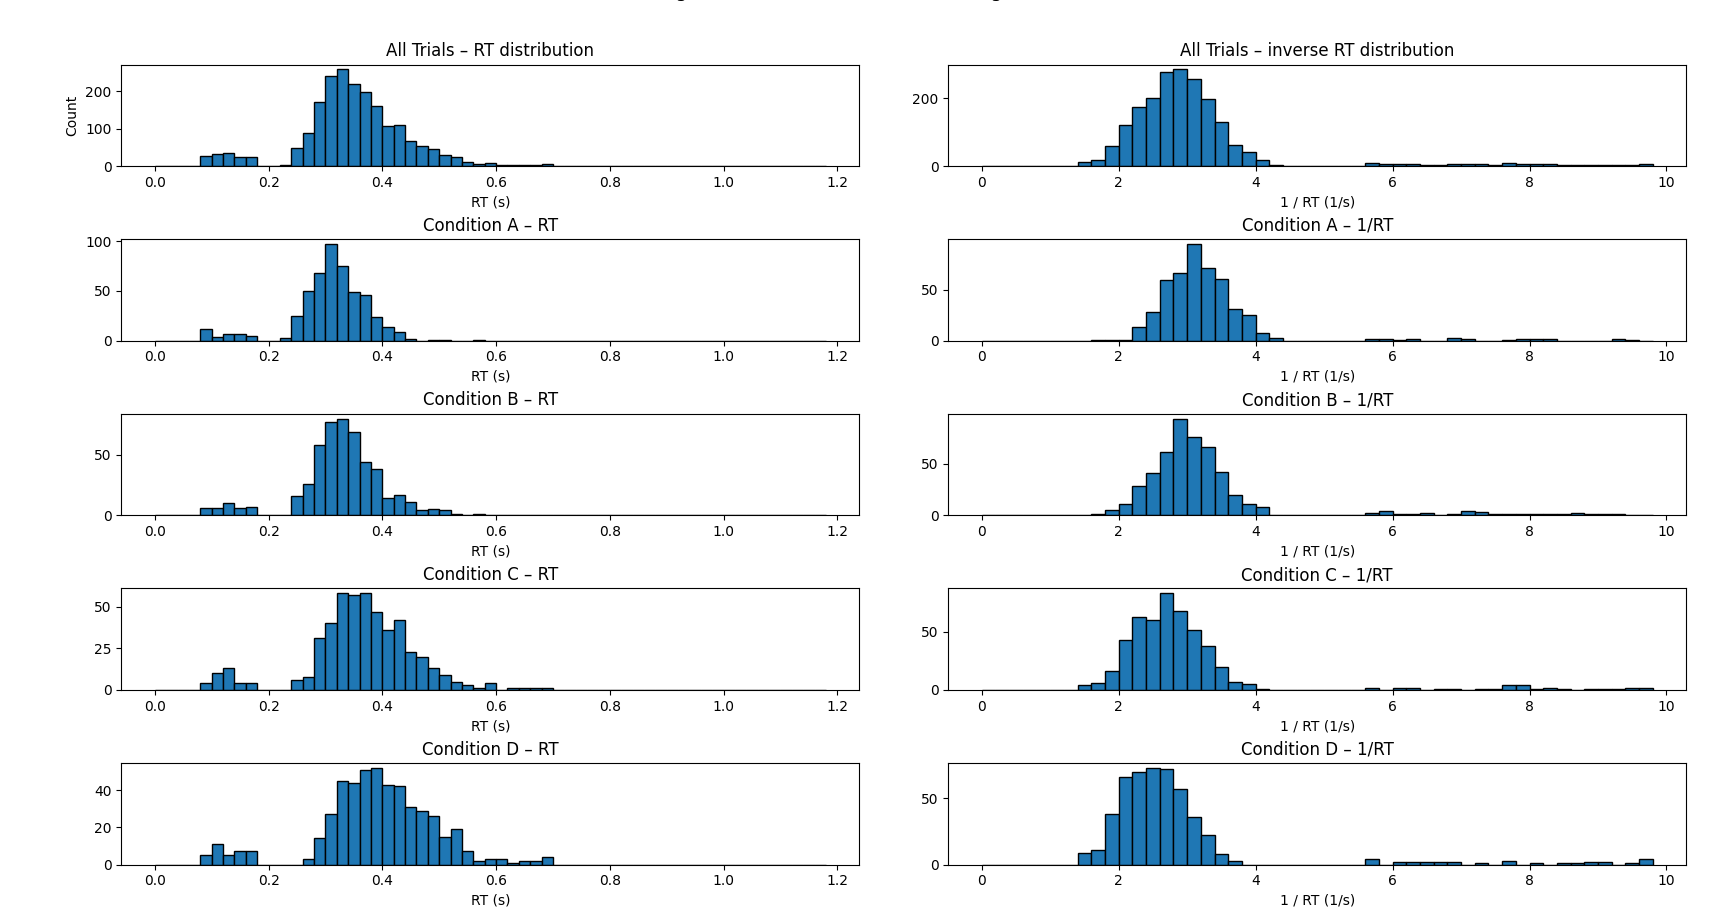 All Trials – RT distribution
Count
200
100
0
0.0 0.2 0.4 0.6 0.8 1.0 1.2
RT (s)
All Trials – inverse RT distribution
200
0
0 2 4 6 8 10
1 / RT (1/s)
Condition A – RT
100
50
0
0.0 0.2 0.4 0.6 0.8 1.0 1.2
RT (s)
Condition A – 1/RT
50
0
0 2 4 6 8 10
1 / RT (1/s)
Condition B – RT
50
0
0.0 0.2 0.4 0.6 0.8 1.0 1.2
RT (s)
Condition B – 1/RT
50
0
0 2 4 6 8 10
1 / RT (1/s)
Condition C – RT
50
25
0
0.0 0.2 0.4 0.6 0.8 1.0 1.2
RT (s)
Condition C – 1/RT
50
0
0 2 4 6 8 10
1 / RT (1/s)
Condition D – RT
40
20
0
0.0 0.2 0.4 0.6 0.8 1.0 1.2
RT (s)
Condition D – 1/RT
50
0
0 2 4 6 8 10
1 / RT (1/s)